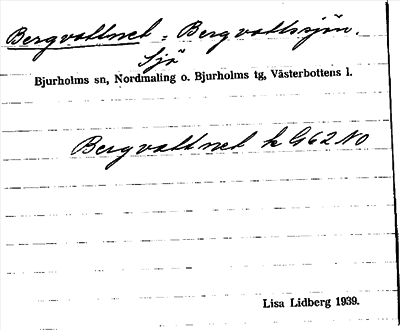 Bergvattnet : Bergvattssjön.
Sjö
Bjurholms sn, Nordmaling o. Bjurholms tg, Västerbottens l.
Bergvattnet k G62 NO
Lisa Lidberg 1939.